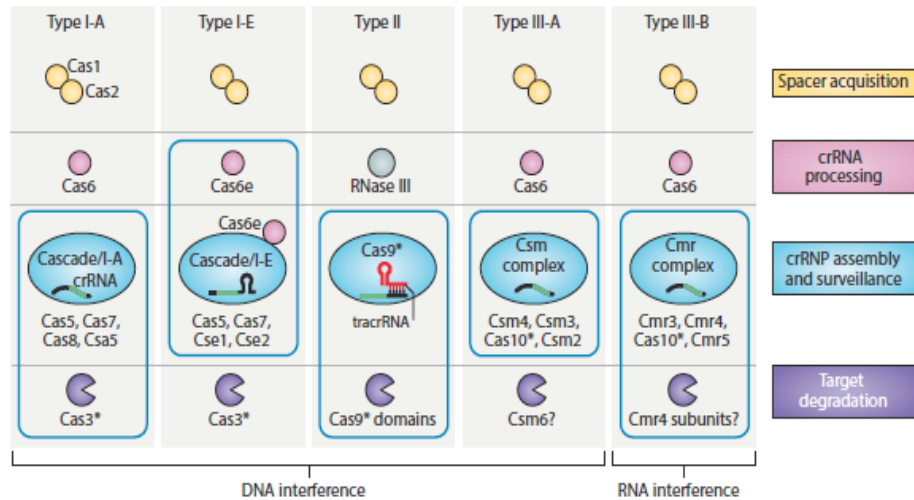 Type I-A Type I-E Type II Type III-A Type III-B
Cas1
Cas2
Spacer acquisition
Cas6 Cas6e RNase III Cas6 Cas6
crRNA
processing
Cas6e
Cascade/I-A
crRNA
Cascade/I-E
Cas9*
tracrRNA
Csm
complex
Cmr
complex
crRNP assembly
and surveillance
Cas5, Cas7,
Cas8, Csa5
Cas5, Cas7,
Cse1, Cse2
Csm4, Csm3,
Cas10*, Csm2
Cmr3, Cmr4,
Cas10*, Cmr5
Cas3* Cas3* Cas9* domains Csm6? Cmr4 subunits?
Target
degradation
DNA interference RNA interference